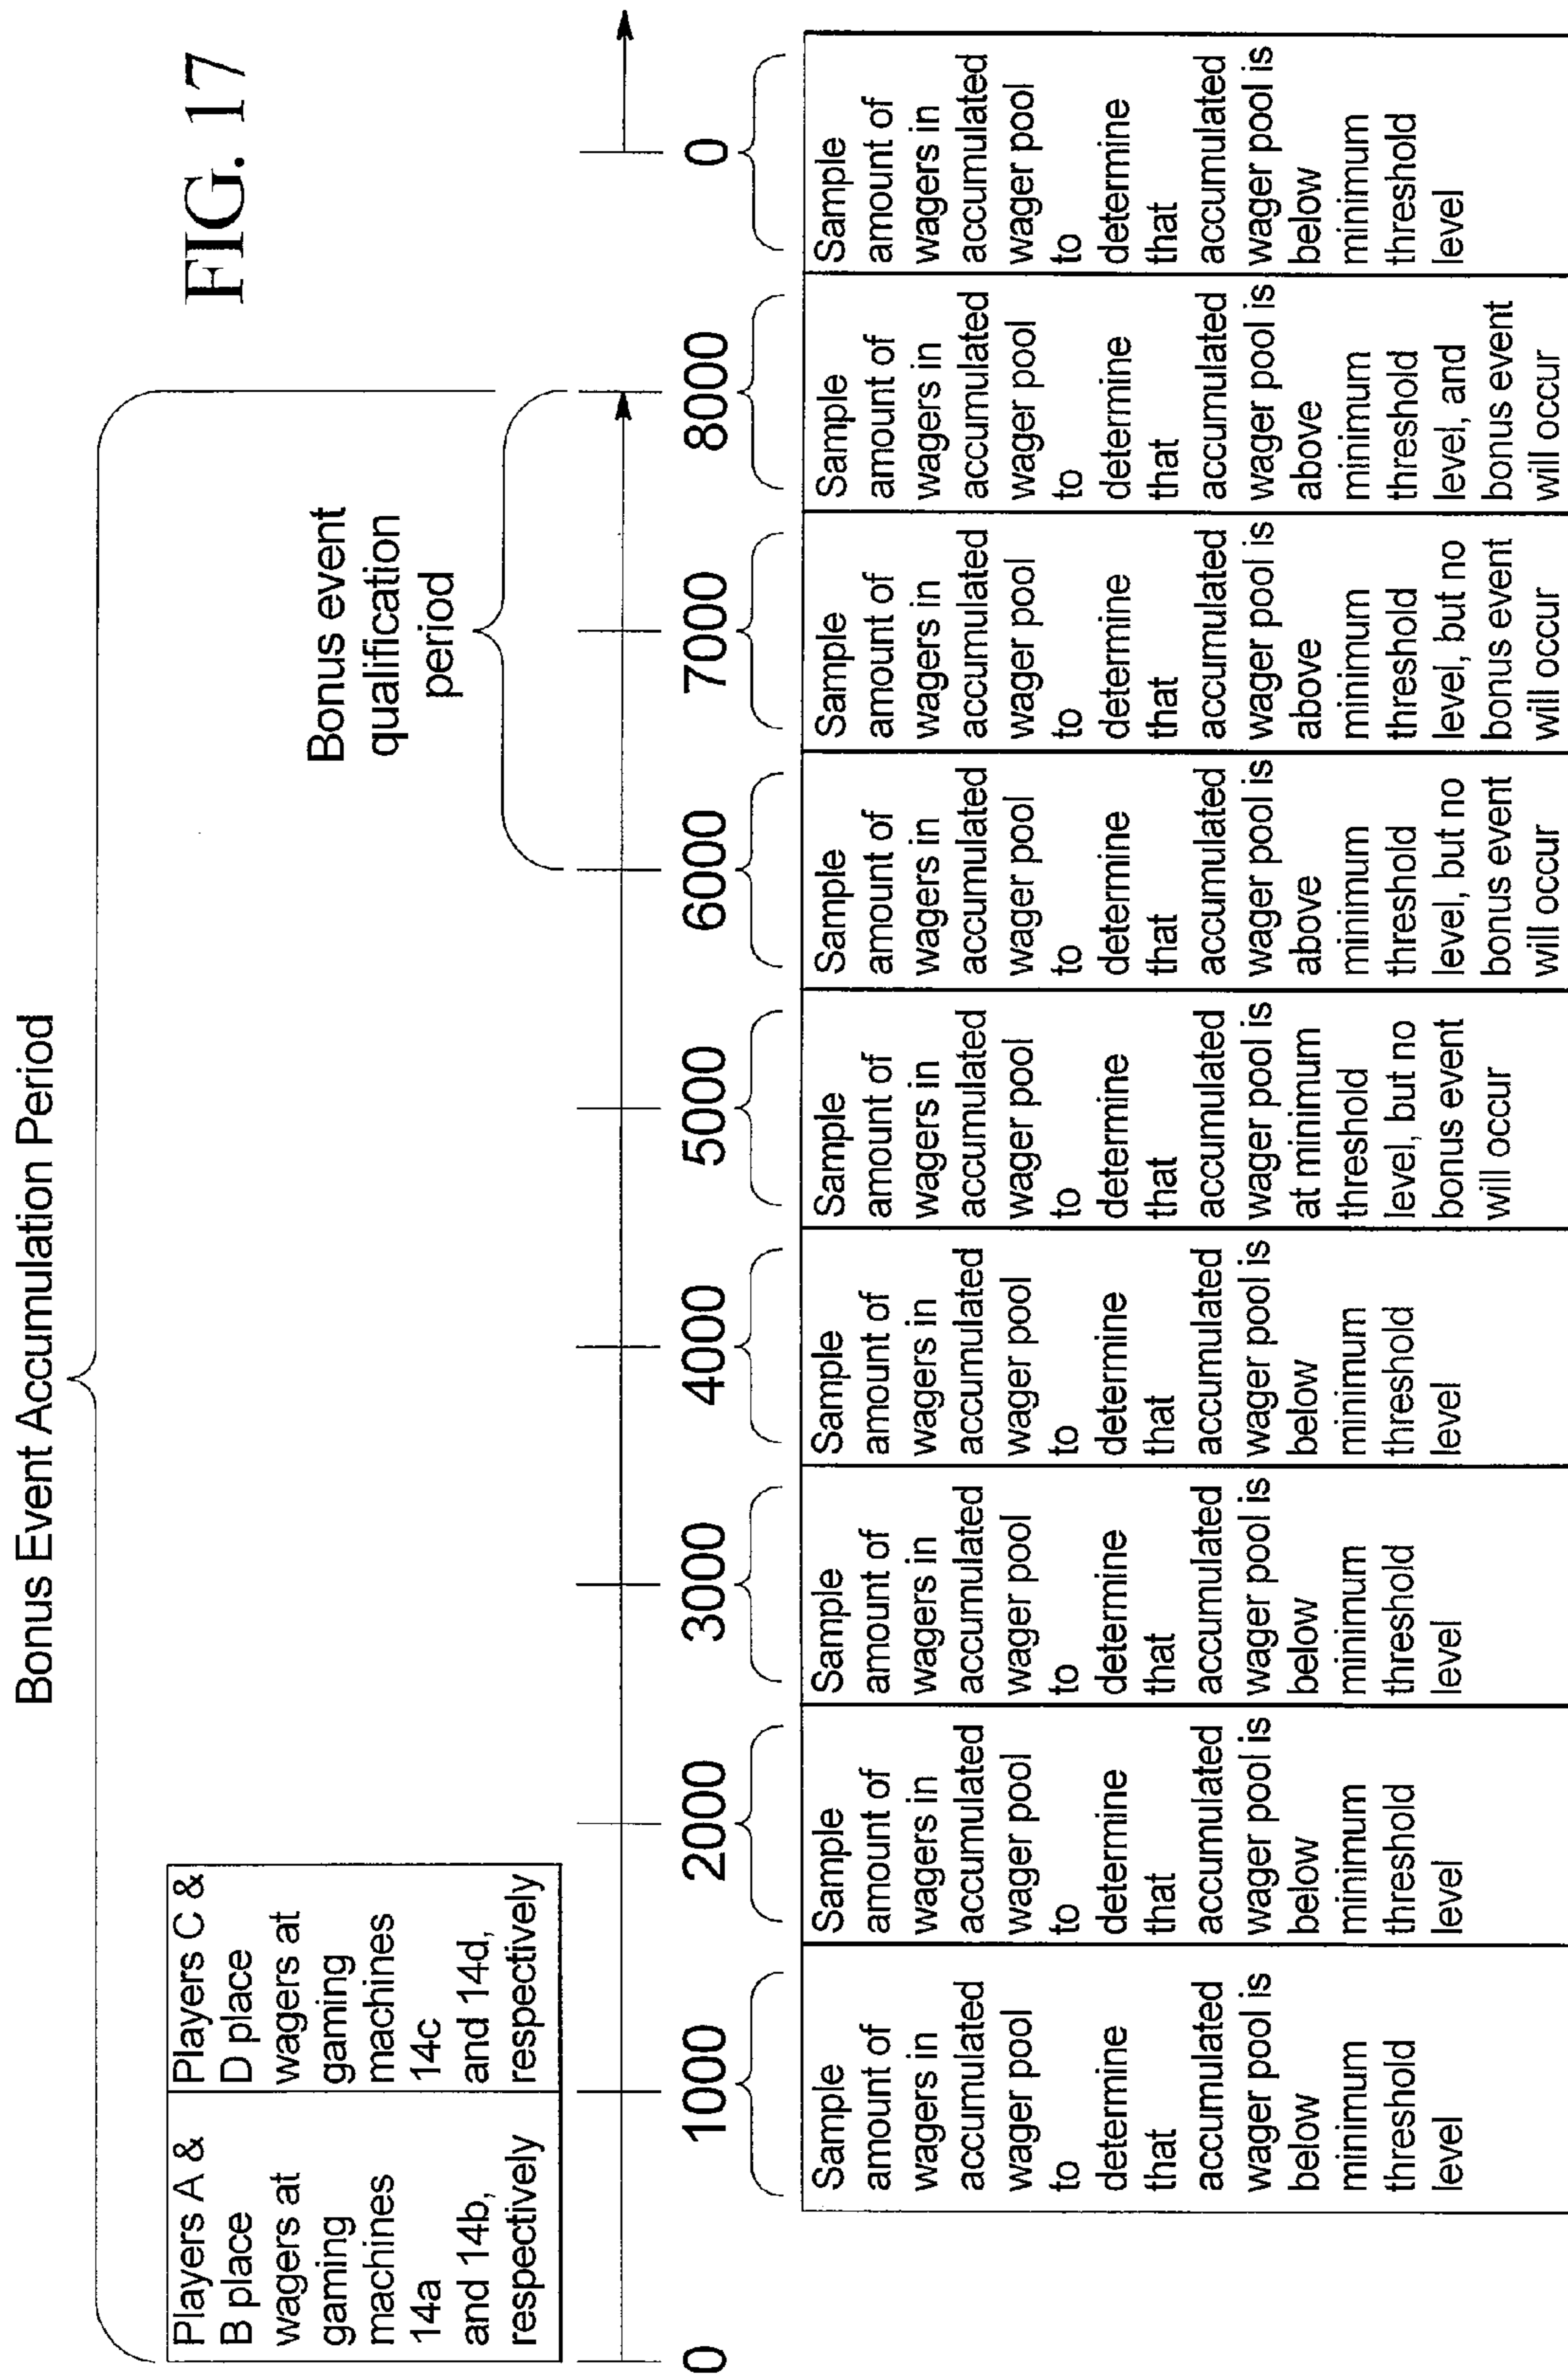 FIG. 17
Bonus Event Accumulation Period
Bonus event
qualification
period
Players A &
B place
wagers at
gaming
machines
14a
and 14b,
respectively
Players C &
D place
wagers at
gaming
machines
14c
and 14d,
respectively
0
1000
2000
3000
4000
5000
6000
7000
8000
0
Sample
amount of
wagers in
accumulated
wager pool
to
determine
that
accumulated
wager pool is
below
minimum
threshold
level
Sample
amount of
wagers in
accumulated
wager pool
to
determine
that
accumulated
wager pool is
below
minimum
threshold
level
Sample
amount of
wagers in
accumulated
wager pool
to
determine
that
accumulated
wager pool is
below
minimum
threshold
level
Sample
amount of
wagers in
accumulated
wager pool
to
determine
that
accumulated
wager pool is
below
minimum
threshold
level
Sample
amount of
wagers in
accumulated
wager pool
to
determine
that
accumulated
wager pool is
at minimum
threshold
level, but no
bonus event
will occur
Sample
amount of
wagers in
accumulated
wager pool
to
determine
that
accumulated
wager pool is
above
minimum
threshold
level, but no
bonus event
will occur
Sample
amount of
wagers in
accumulated
wager pool
to
determine
that
accumulated
wager pool is
above
minimum
threshold
level, but no
bonus event
will occur
Sample
amount of
wagers in
accumulated
wager pool
to
determine
that
accumulated
wager pool is
above
minimum
threshold
level, and
bonus event
will occur
Sample
amount of
wagers in
accumulated
wager pool
to
determine
that
accumulated
wager pool is
below
minimum
threshold
level